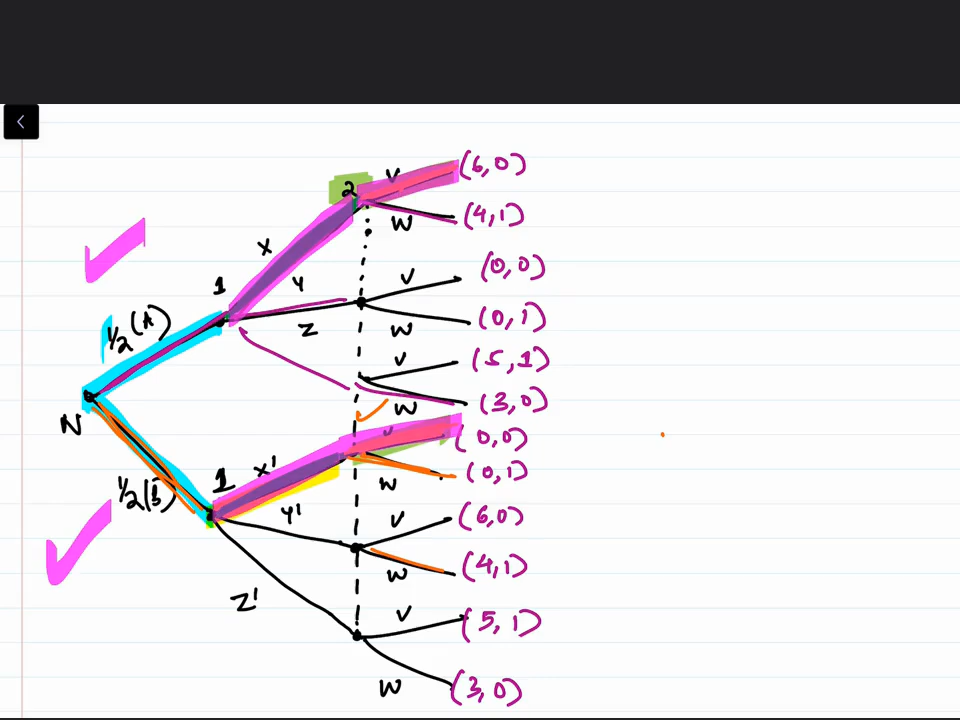 2 V (6,0)
W (4,1)
X
Y V (0,0)
1
Z W (0,1)
½ (A)
V (5,1)
W (3,0)
N
V (0,0)
1 X' W (0,1)
½ (B)
Y' V (6,0)
W (4,1)
Z' V (5,1)
W (3,0)